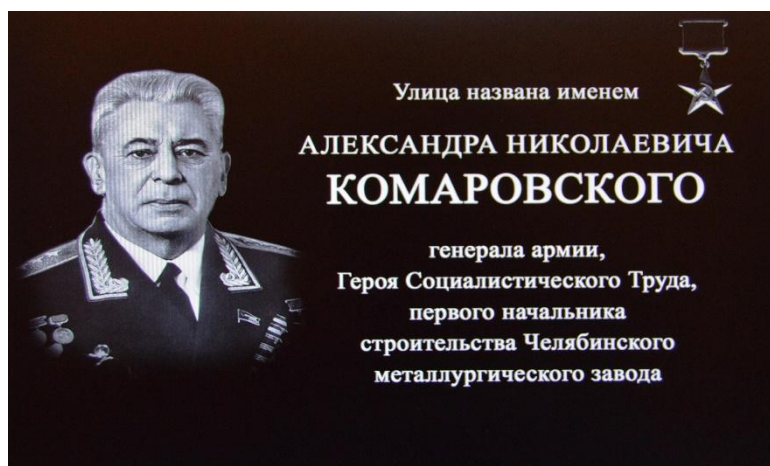 Улица названа именем
АЛЕКСАНДРА НИКОЛАЕВИЧА
КОМАРОВСКОГО
генерала армии,
Героя Социалистического Труда,
первого начальника
строительства Челябинского
металлургического завода